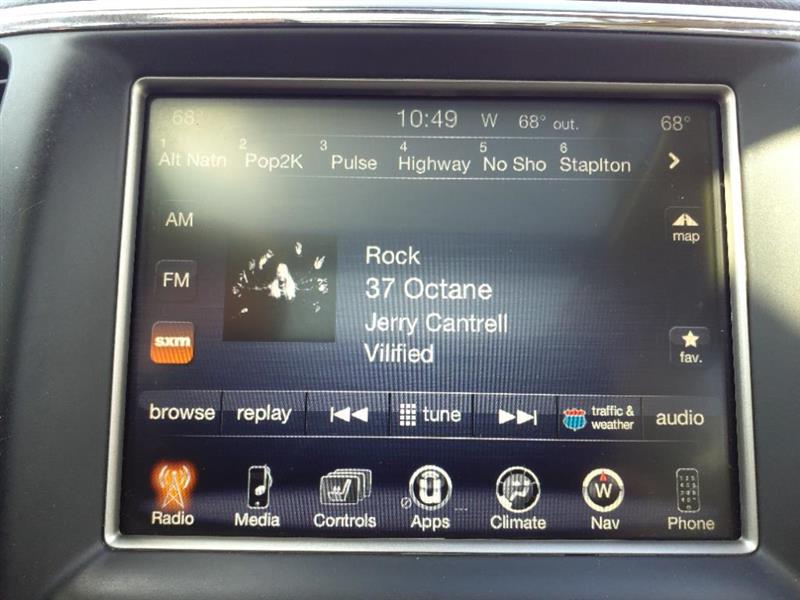 68° 10:49 W 68° out. 68°
1 Alt Natn 2 Pop2K 3 Pulse 4 Highway 5 No Sho 6 Staplton >
AM
map
Rock
FM
37 Octane
Jerry Cantrell
sxm
Vilified
fav.
browse replay tune traffic & weather audio
Radio Media Controls Apps Climate W Nav Phone